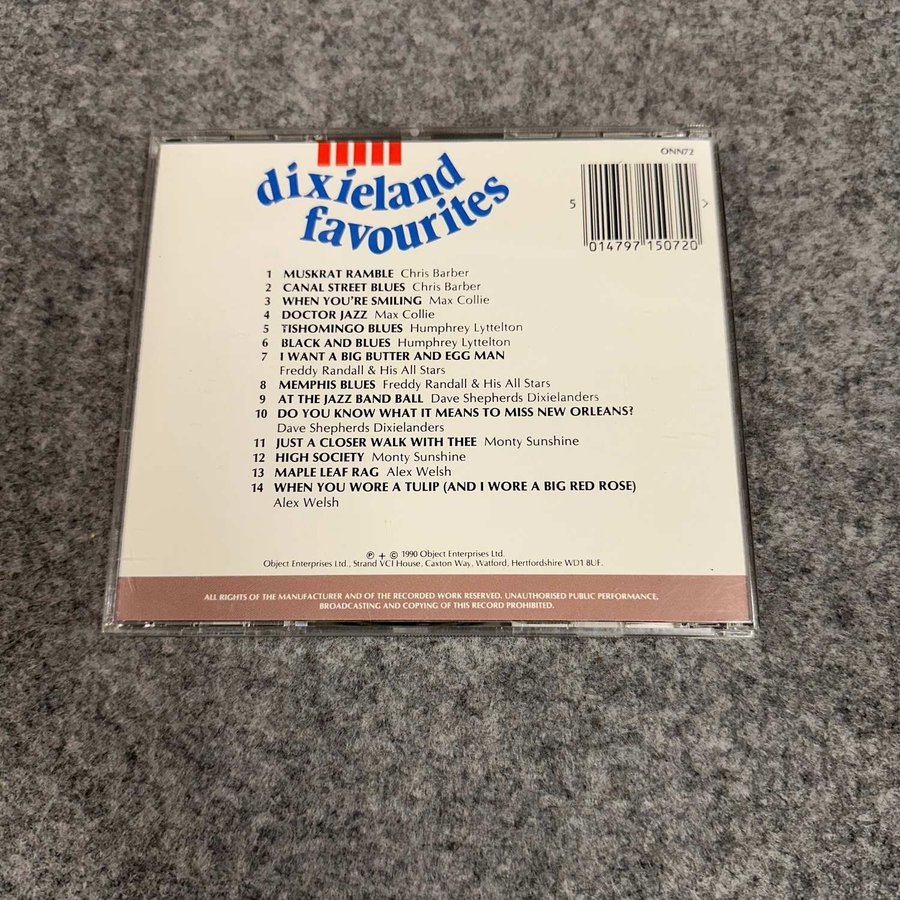 ONN72
dixieland
favourites
5 014797 150720 >
1 MUSKRAT RAMBLE Chris Barber
2 CANAL STREET BLUES Chris Barber
3 WHEN YOU'RE SMILING Max Collie
4 DOCTOR JAZZ Max Collie
5 TISHOMINGO BLUES Humphrey Lyttelton
6 BLACK AND BLUES Humphrey Lyttelton
7 I WANT A BIG BUTTER AND EGG MAN
Freddy Randall & His All Stars
8 MEMPHIS BLUES Freddy Randall & His All Stars
9 AT THE JAZZ BAND BALL Dave Shepherds Dixielanders
10 DO YOU KNOW WHAT IT MEANS TO MISS NEW ORLEANS?
Dave Shepherds Dixielanders
11 JUST A CLOSER WALK WITH THEE Monty Sunshine
12 HIGH SOCIETY Monty Sunshine
13 MAPLE LEAF RAG Alex Welsh
14 WHEN YOU WORE A TULIP (AND I WORE A BIG RED ROSE)
Alex Welsh
℗ + © 1990 Object Enterprises Ltd.
Object Enterprises Ltd., Strand VCI House, Caxton Way, Watford, Hertfordshire WD1 8UF.
ALL RIGHTS OF THE MANUFACTURER AND OF THE RECORDED WORK RESERVED. UNAUTHORISED PUBLIC PERFORMANCE,
BROADCASTING AND COPYING OF THIS RECORD PROHIBITED.